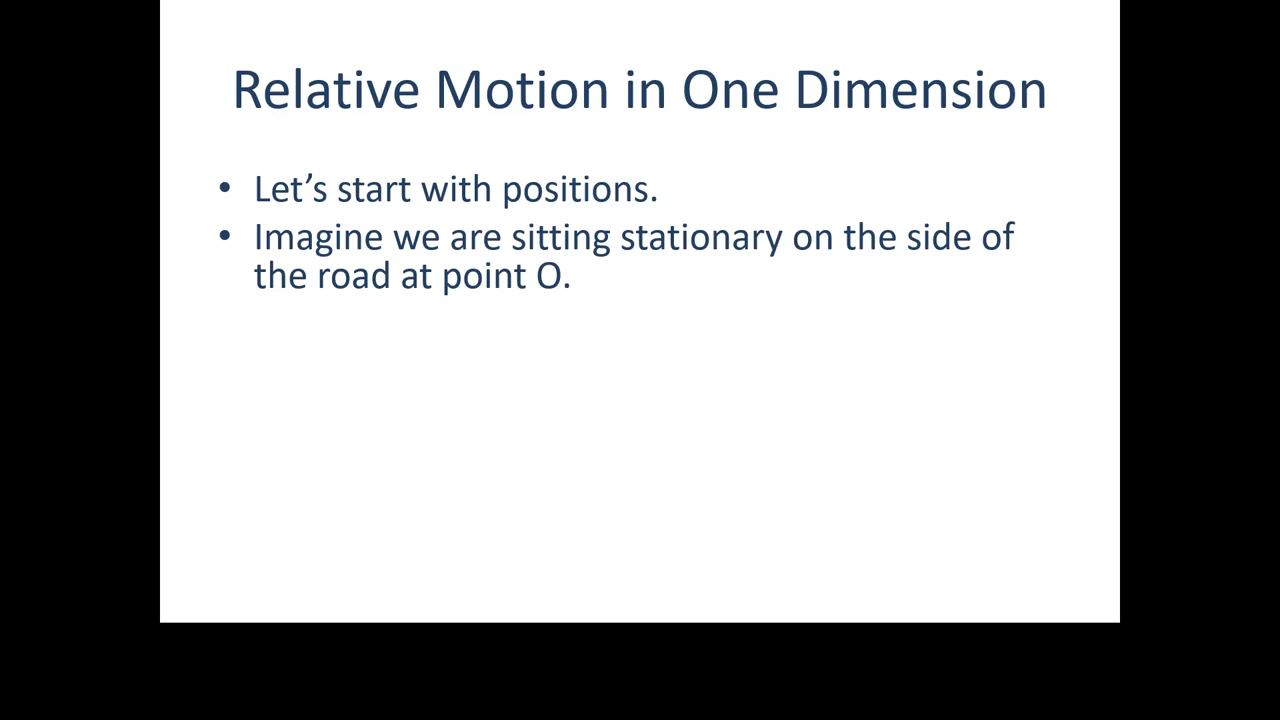 Relative Motion in One Dimension
• Let’s start with positions.
• Imagine we are sitting stationary on the side of
the road at point O.